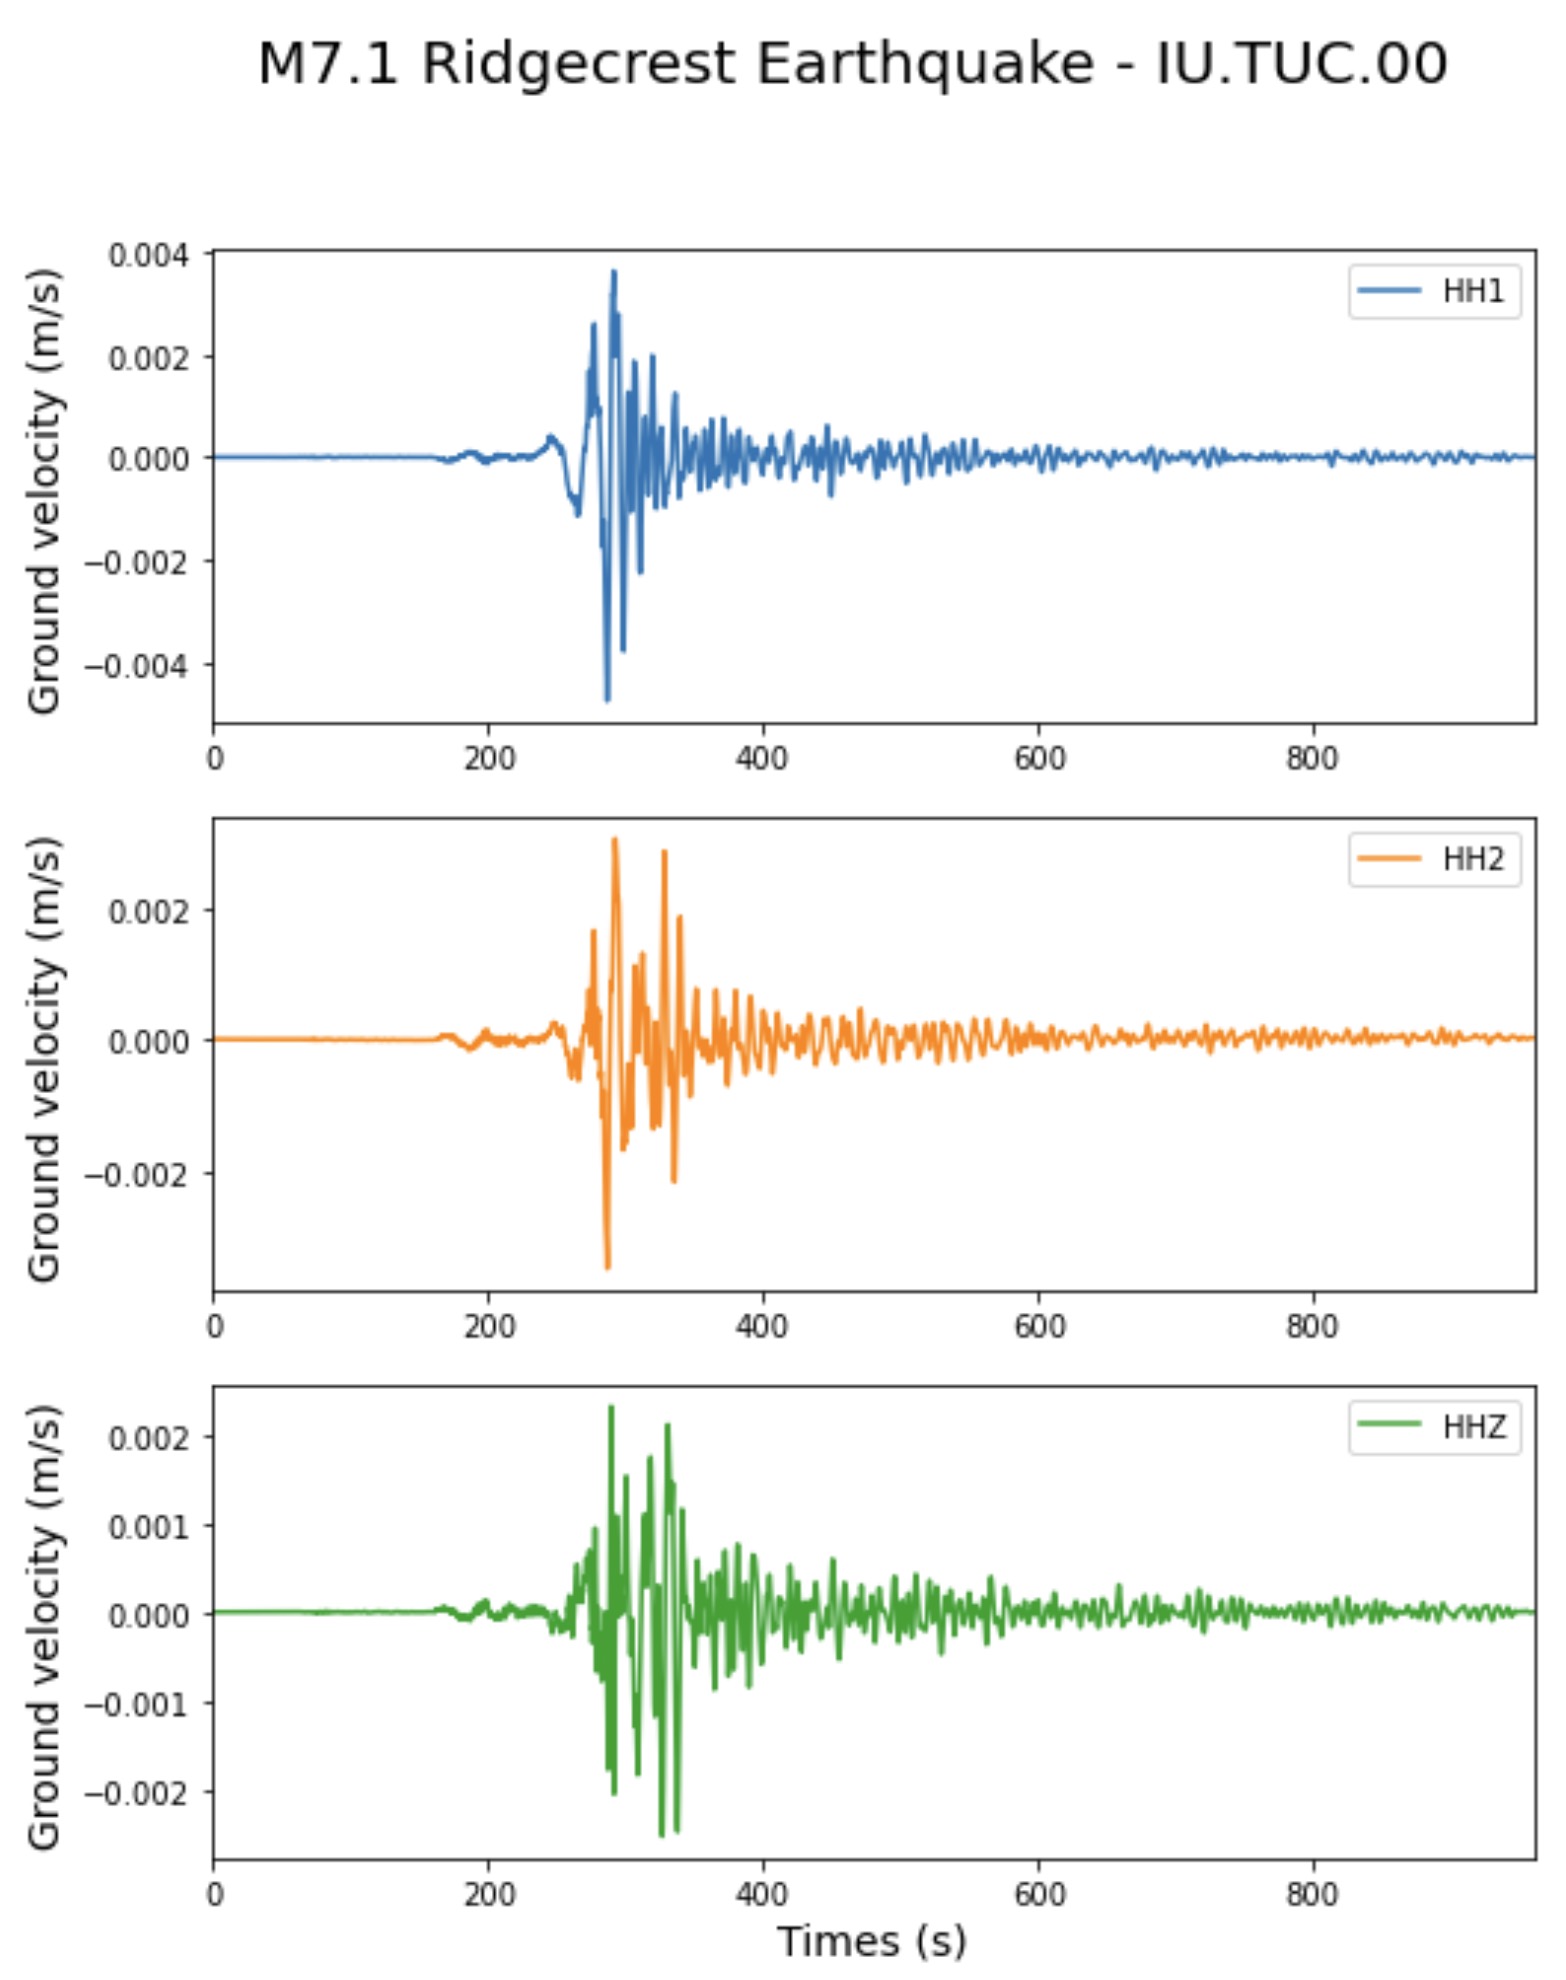 M7.1 Ridgecrest Earthquake - IU.TUC.00
Ground velocity (m/s)
0.004
0.002
0.000
−0.002
−0.004
HH1
0 200 400 600 800
Ground velocity (m/s)
0.002
0.000
−0.002
HH2
0 200 400 600 800
Ground velocity (m/s)
0.002
0.001
0.000
−0.001
−0.002
HHZ
0 200 400 600 800
Times (s)